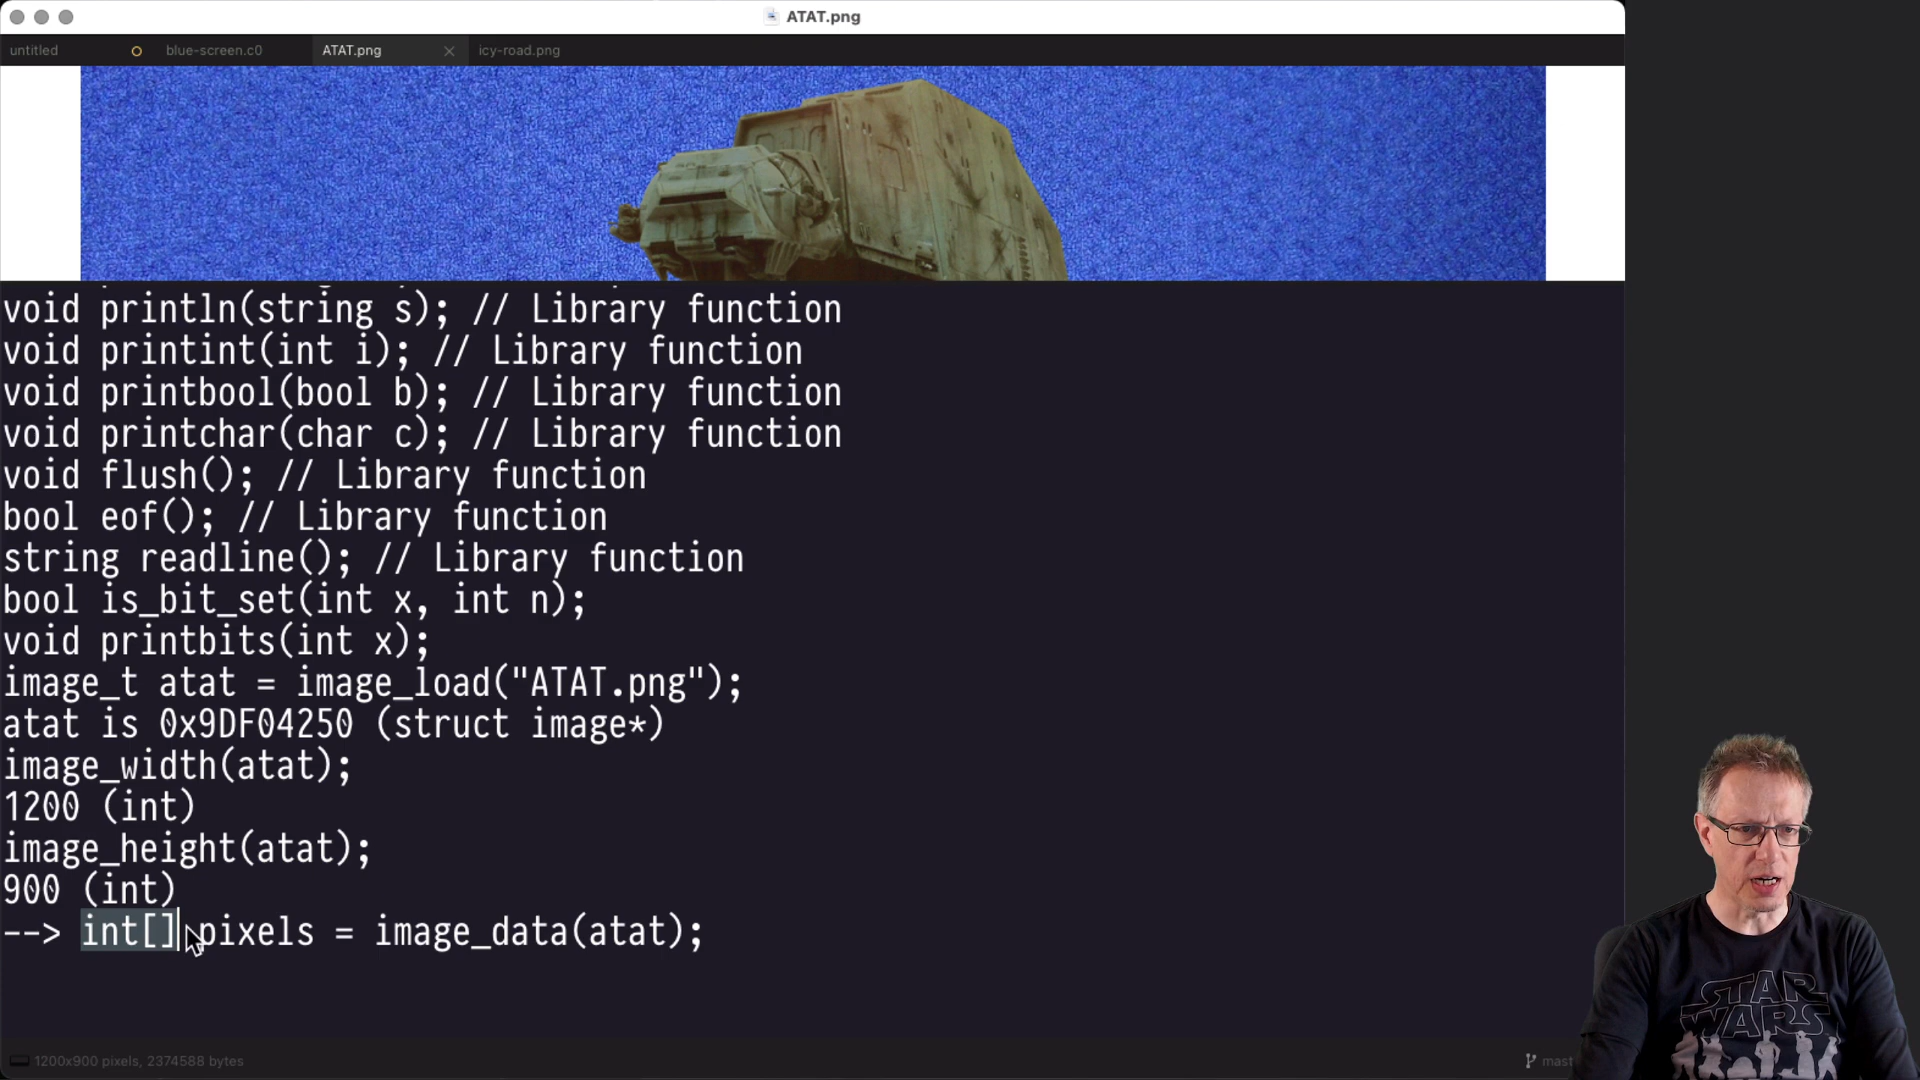 ATAT.png
untitled
blue-screen.c0
ATAT.png
icy-road.png
void println(string s); // Library function
void printint(int i); // Library function
void printbool(bool b); // Library function
void printchar(char c); // Library function
void flush(); // Library function
bool eof(); // Library function
string readline(); // Library function
bool is_bit_set(int x, int n);
void printbits(int x);
image_t atat = image_load("ATAT.png");
atat is 0x9DF04250 (struct image*)
image_width(atat);
1200 (int)
image_height(atat);
900 (int)
--> int[] pixels = image_data(atat);
1200x900 pixels, 2374588 bytes
mast
STAR
WARS